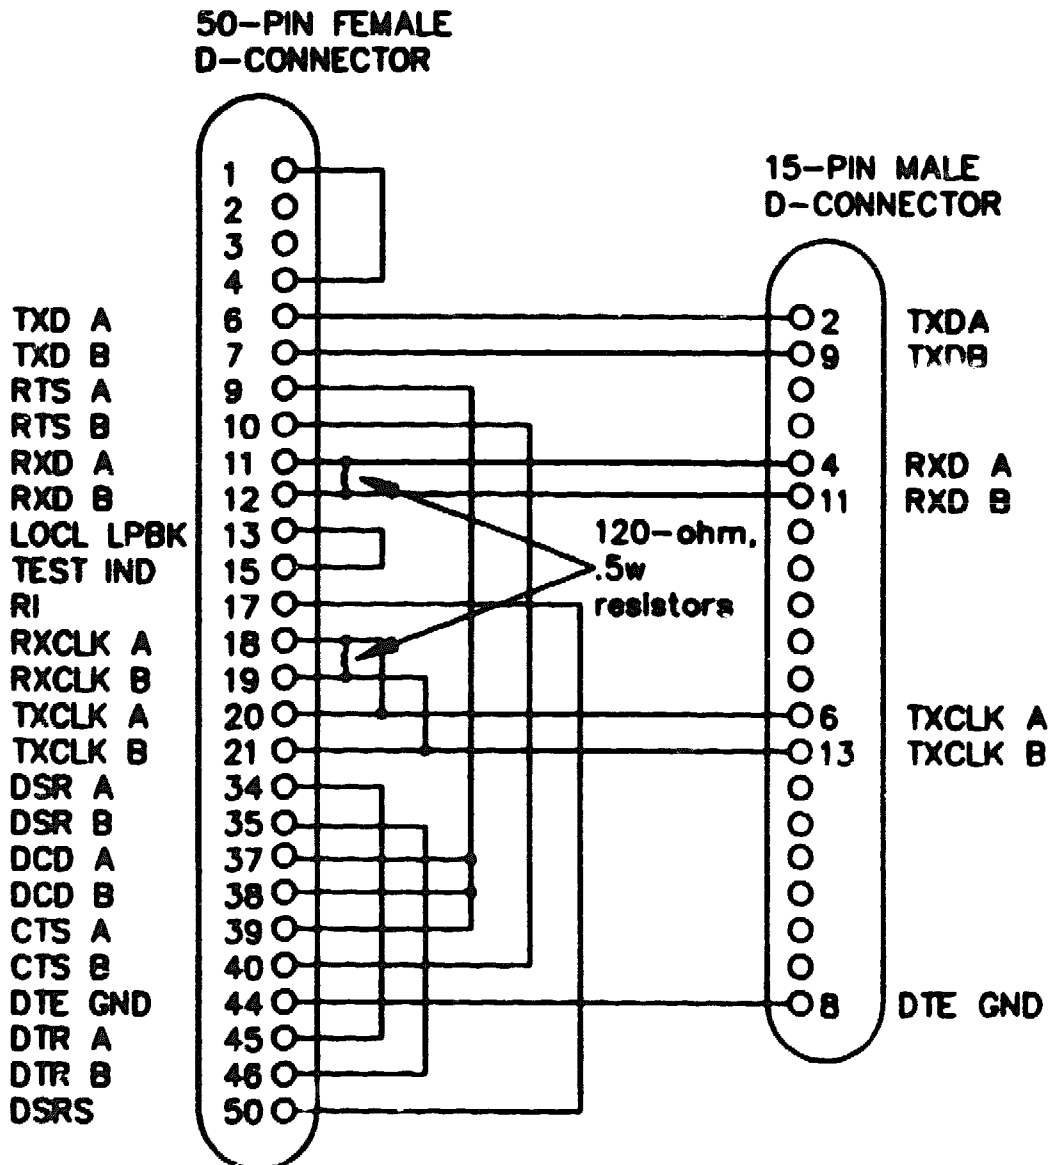 50-PIN FEMALE
D-CONNECTOR
15-PIN MALE
D-CONNECTOR
1
2
3
4
TXD A 6 2 TXDA
TXD B 7 9 TXDB
RTS A 9
RTS B 10
RXD A 11 4 RXD A
RXD B 12 11 RXD B
LOCL LPBK 13
TEST IND 15
RI 17
120-ohm,
.5w
resistors
RXCLK A 18
RXCLK B 19
TXCLK A 20 6 TXCLK A
TXCLK B 21 13 TXCLK B
DSR A 34
DSR B 35
DCD A 37
DCD B 38
CTS A 39
CTS B 40
DTE GND 44 8 DTE GND
DTR A 45
DTR B 46
DSRS 50